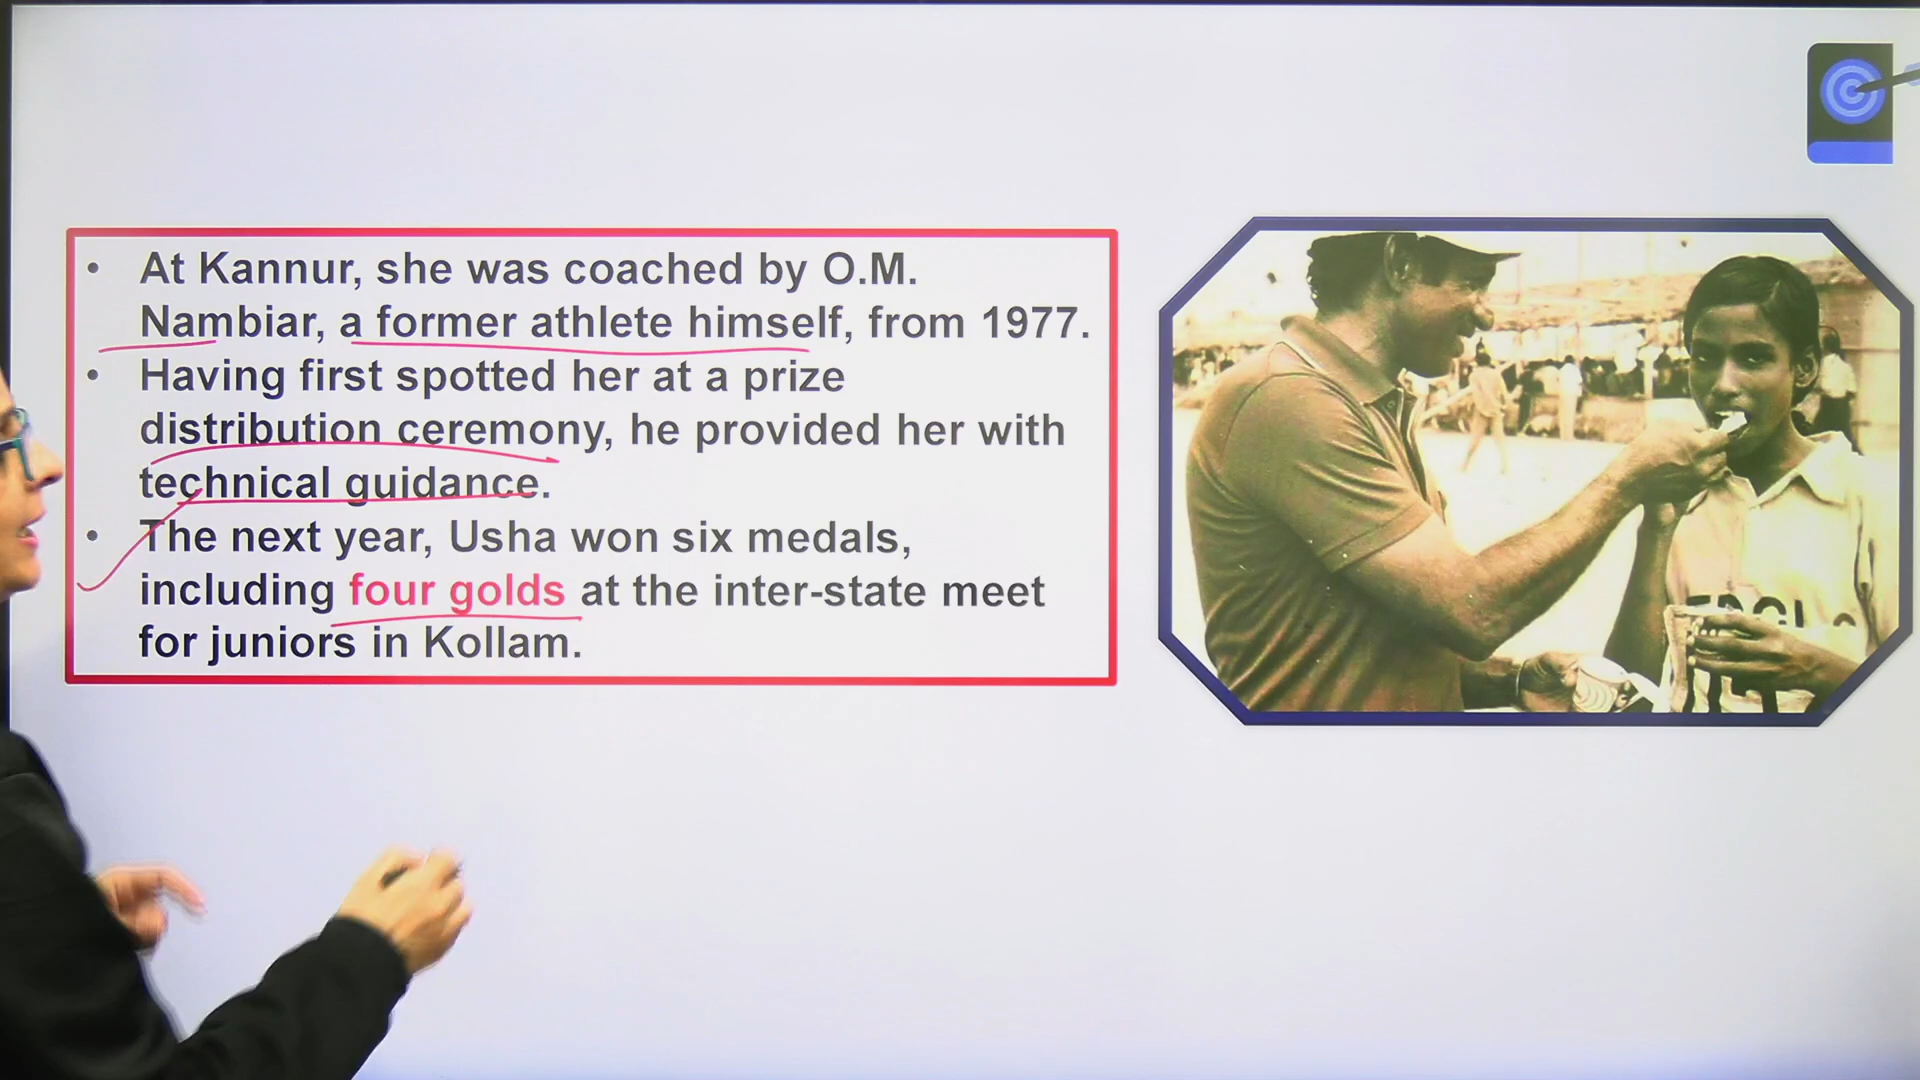 • At Kannur, she was coached by O.M.
Nambiar, a former athlete himself, from 1977.
• Having first spotted her at a prize
distribution ceremony, he provided her with
technical guidance.
• The next year, Usha won six medals,
including four golds at the inter-state meet
for juniors in Kollam.